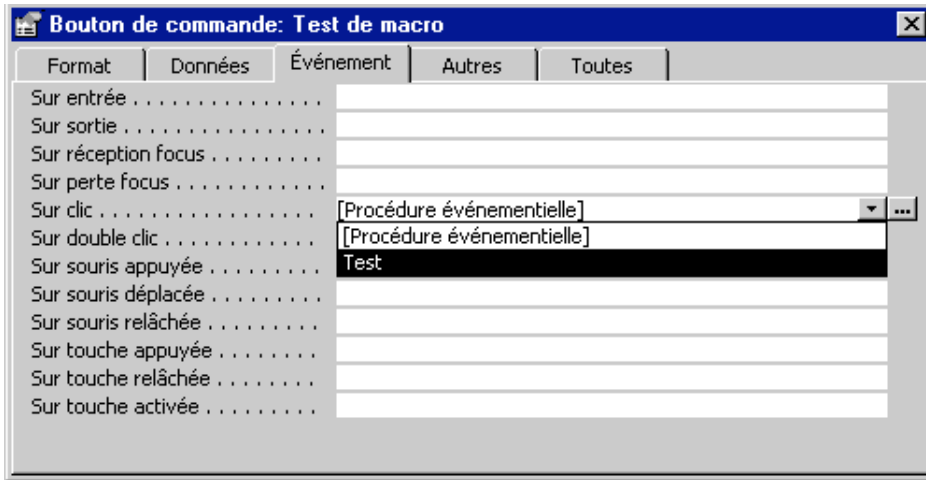 Bouton de commande: Test de macro
Format Données Événement Autres Toutes
Sur entrée . . . . . . . . . . . . . . .
Sur sortie . . . . . . . . . . . . . . . .
Sur réception focus . . . . . . . . .
Sur perte focus . . . . . . . . . . . .
Sur clic . . . . . . . . . . . . . . . . . . [Procédure événementielle] ...
Sur double clic . . . . . . . . . . . . . [Procédure événementielle]
Sur souris appuyée . . . . . . . . . Test
Sur souris déplacée . . . . . . . . .
Sur souris relâchée . . . . . . . . .
Sur touche appuyée . . . . . . . .
Sur touche relâchée . . . . . . . .
Sur touche activée . . . . . . . . .